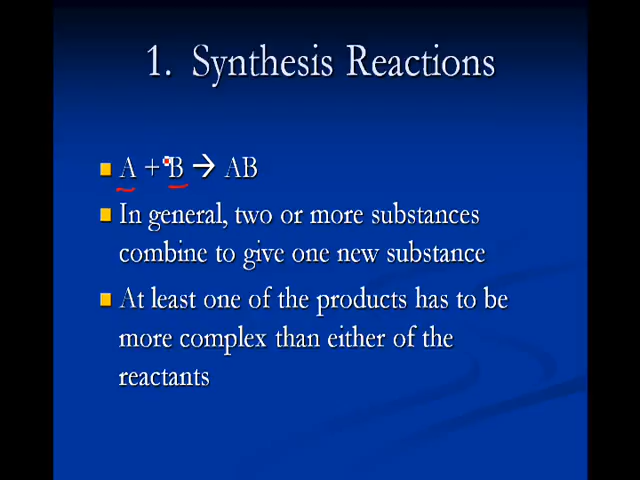 1. Synthesis Reactions
A + B → AB
In general, two or more substances
combine to give one new substance
At least one of the products has to be
more complex than either of the
reactants